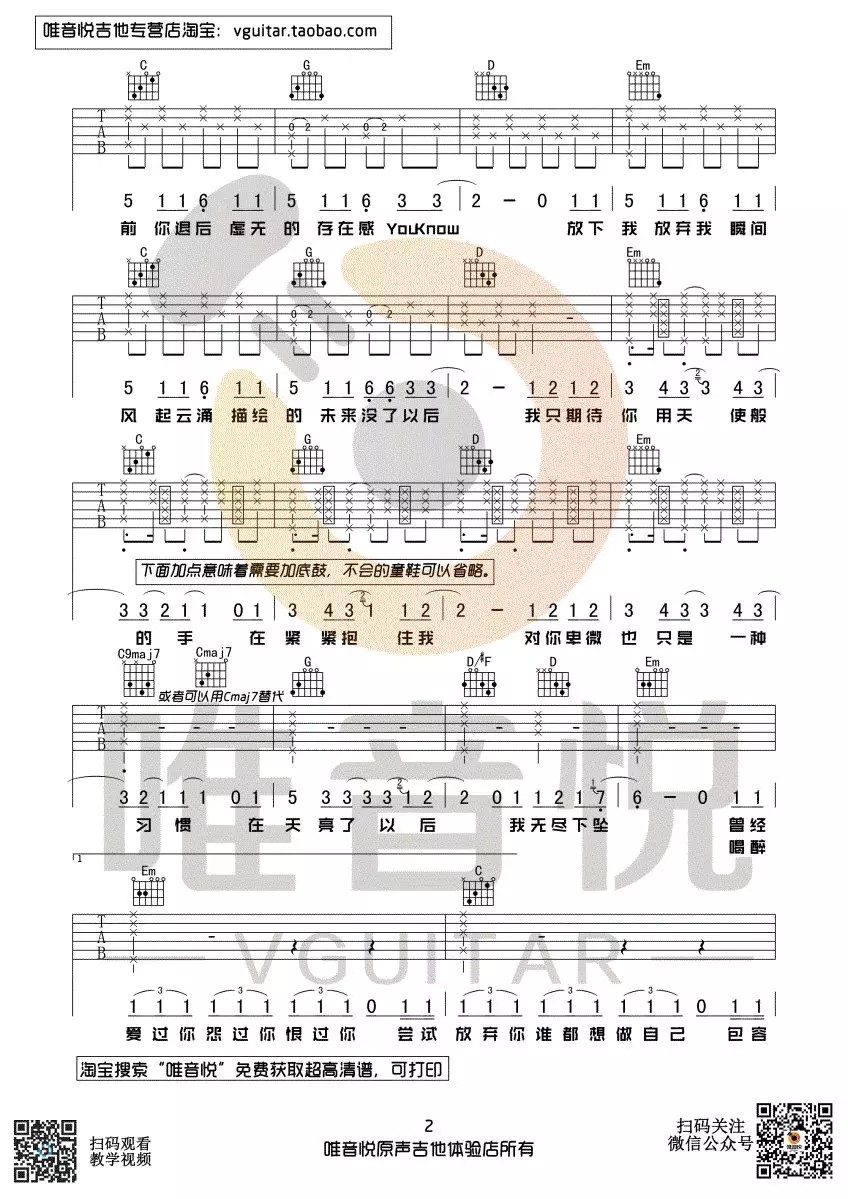 唯音悦吉他专营店淘宝：vguitar.taobao.com
C G D Em
T A B
5 1 1 6 1 1 5 1 1 6 3 3 2 - 0 1 1 5 1 1 6 1 1
前 你退后 虚无 的 存在感 YouKnow 放下 我 放弃我 瞬间
C G D Em
T A B
5 1 1 6 1 1 5 1 1 6 6 3 3 2 - 1 2 1 2 3 4 3 3 4 3
风 起云涌 描绘 的 未来没了以后 我只期待 你 用天 使般
C G D Em
T A B
下面加点意味着需要加底鼓，不会的童鞋可以省略。
3 3 2 1 1 0 1 3 4 3 1 1 2 2 - 1 2 1 2 3 4 3 3 4 3
的 手 在 紧 紧抱 住我 对你卑微 也 只是 一种
C9maj7 Cmaj7 G D/#F D Em
或者可以用Cmaj7替代
T A B
3 2 1 1 1 0 1 5 3 3 3 3 3 1 2 2 0 1 1 2 1 7 6 - 0 1 1
习 惯 在 天 亮了 以 后 我无尽下坠 曾经
喝醉
1
Em C
T A B
3 3 3 3 3 3
1 1 1 1 1 1 1 1 1 0 1 1 1 1 1 1 1 1 1 1 1 0 1 1
爱过你 怨过你 恨过你 尝试 放弃你 谁都想 做自己 包容
淘宝搜索“唯音悦”免费获取超高清谱，可打印
唯音悦
VGUITAR
扫码观看
教学视频
2
唯音悦原声吉他体验店所有
扫码关注
微信公众号